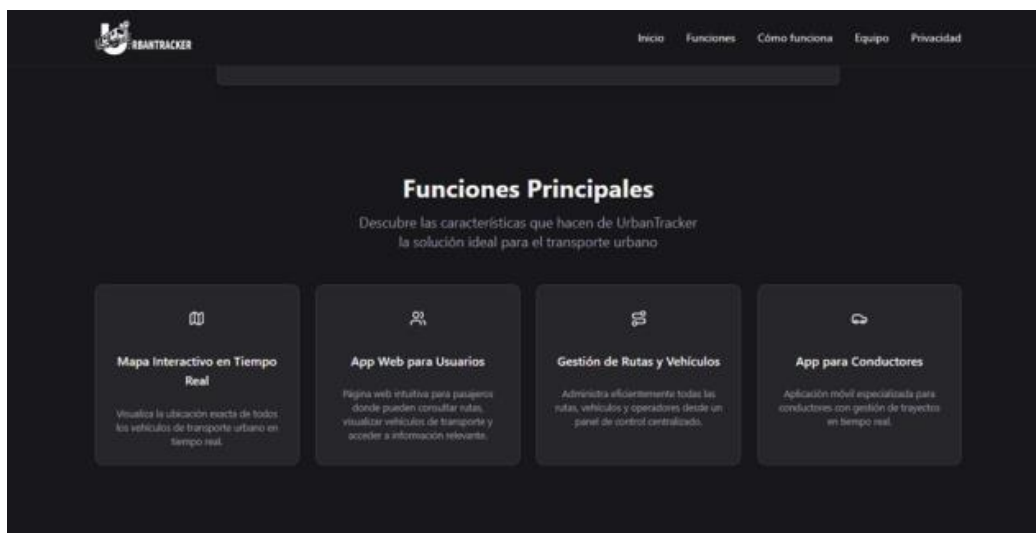 URBANTRACKER
Inicio Funciones Cómo funciona Equipo Privacidad
Funciones Principales
Descubre las características que hacen de UrbanTracker
la solución ideal para el transporte urbano
Mapa Interactivo en Tiempo
Real
Visualiza la ubicación exacta de todos
los vehículos de transporte urbano en
tiempo real.
App Web para Usuarios
Página web intuitiva para pasajeros
donde pueden consultar rutas,
visualizar vehículos de transporte y
acceder a información relevante.
Gestión de Rutas y Vehículos
Administra eficientemente todas las
rutas, vehículos y operadores desde un
panel de control centralizado.
App para Conductores
Aplicación móvil especializada para
conductores con gestión de trayectos
en tiempo real.